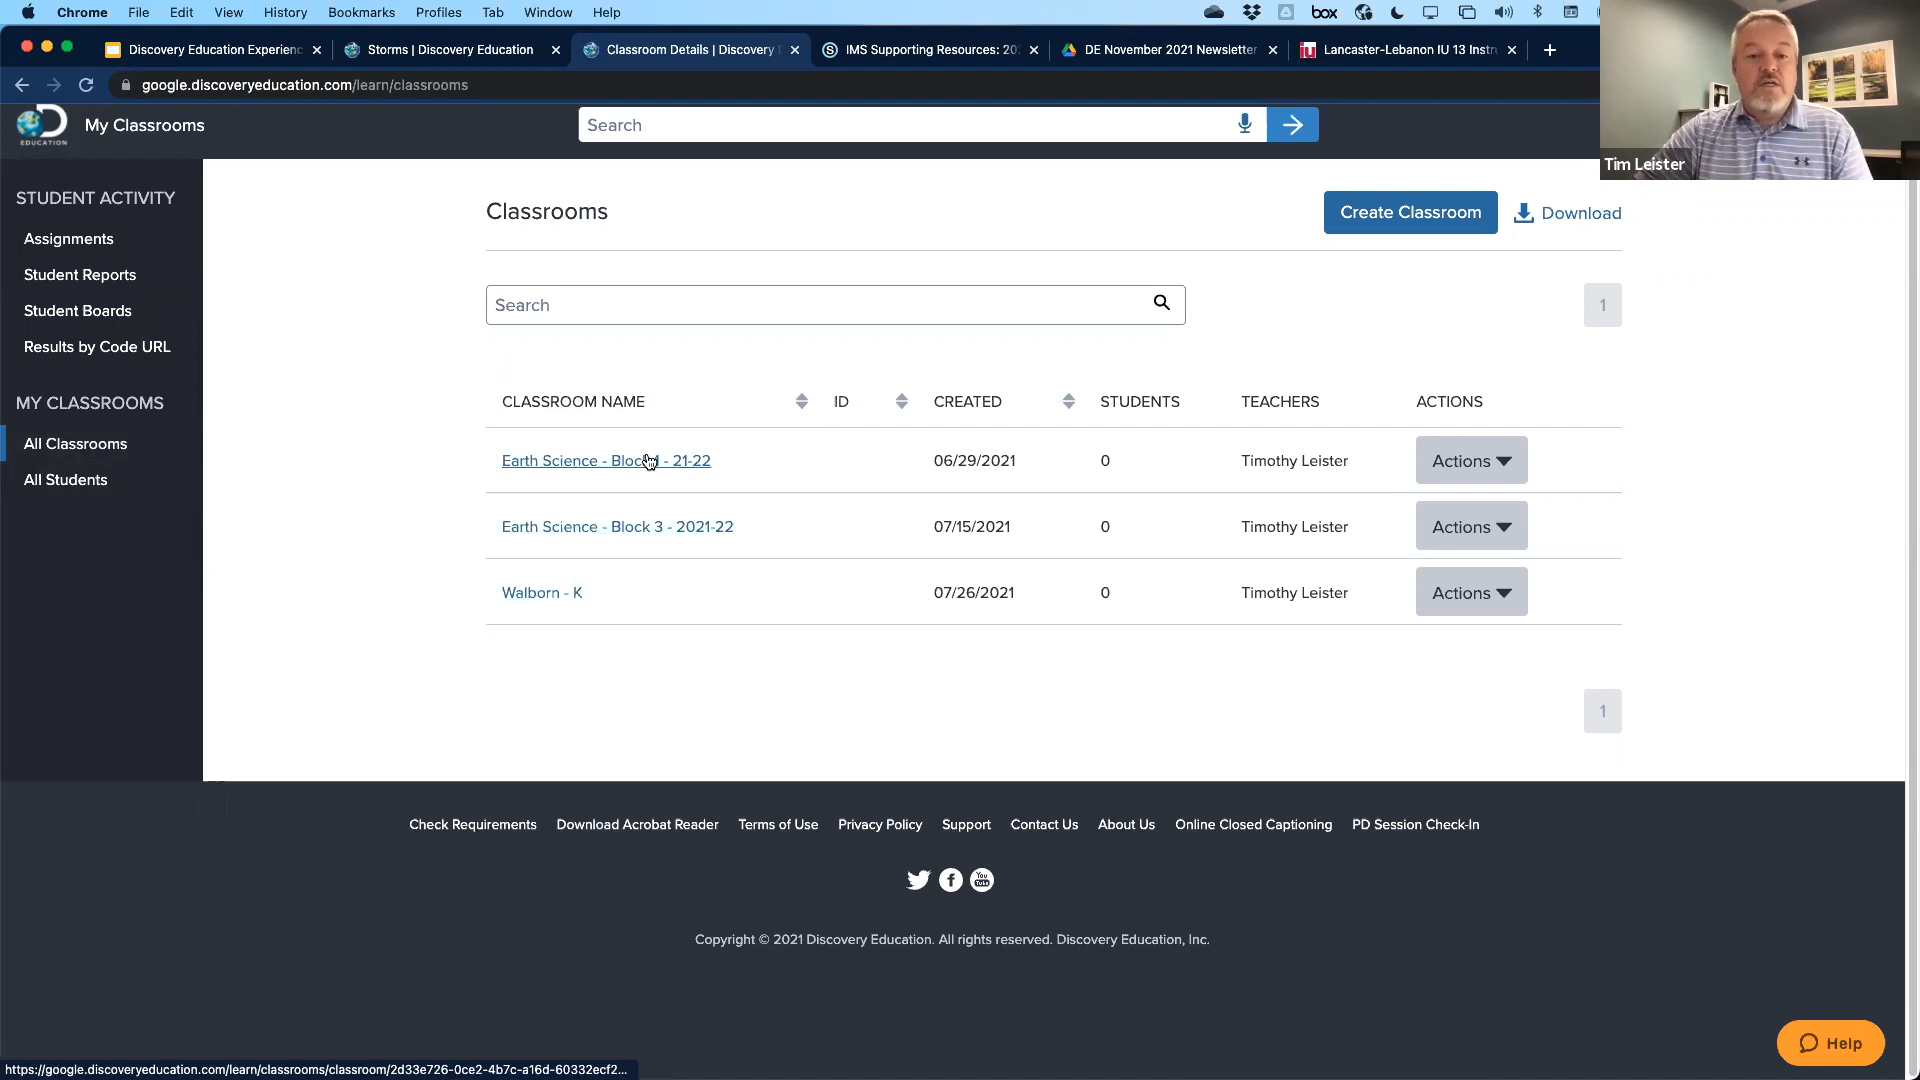 Chrome File Edit View History Bookmarks Profiles Tab Window Help
box
Discovery Education Experienc
Storms | Discovery Education
Classroom Details | Discovery
IMS Supporting Resources: 20
DE November 2021 Newsletter
Lancaster-Lebanon IU 13 Instru
google.discoveryeducation.com/learn/classrooms
EDUCATION
My Classrooms
Search
Tim Leister
STUDENT ACTIVITY
Assignments
Student Reports
Student Boards
Results by Code URL
MY CLASSROOMS
All Classrooms
All Students
Classrooms
Create Classroom
Download
Search
1
CLASSROOM NAME ID CREATED STUDENTS TEACHERS ACTIONS
Earth Science - Block 1 - 21-22 06/29/2021 0 Timothy Leister Actions
Earth Science - Block 3 - 2021-22 07/15/2021 0 Timothy Leister Actions
Walborn - K 07/26/2021 0 Timothy Leister Actions
1
Check Requirements Download Acrobat Reader Terms of Use Privacy Policy Support Contact Us About Us Online Closed Captioning PD Session Check-In
You Tube
Copyright © 2021 Discovery Education. All rights reserved. Discovery Education, Inc.
Help
https://google.discoveryeducation.com/learn/classrooms/classroom/2d33e726-0ce2-4b7c-a16d-60332ecf2...